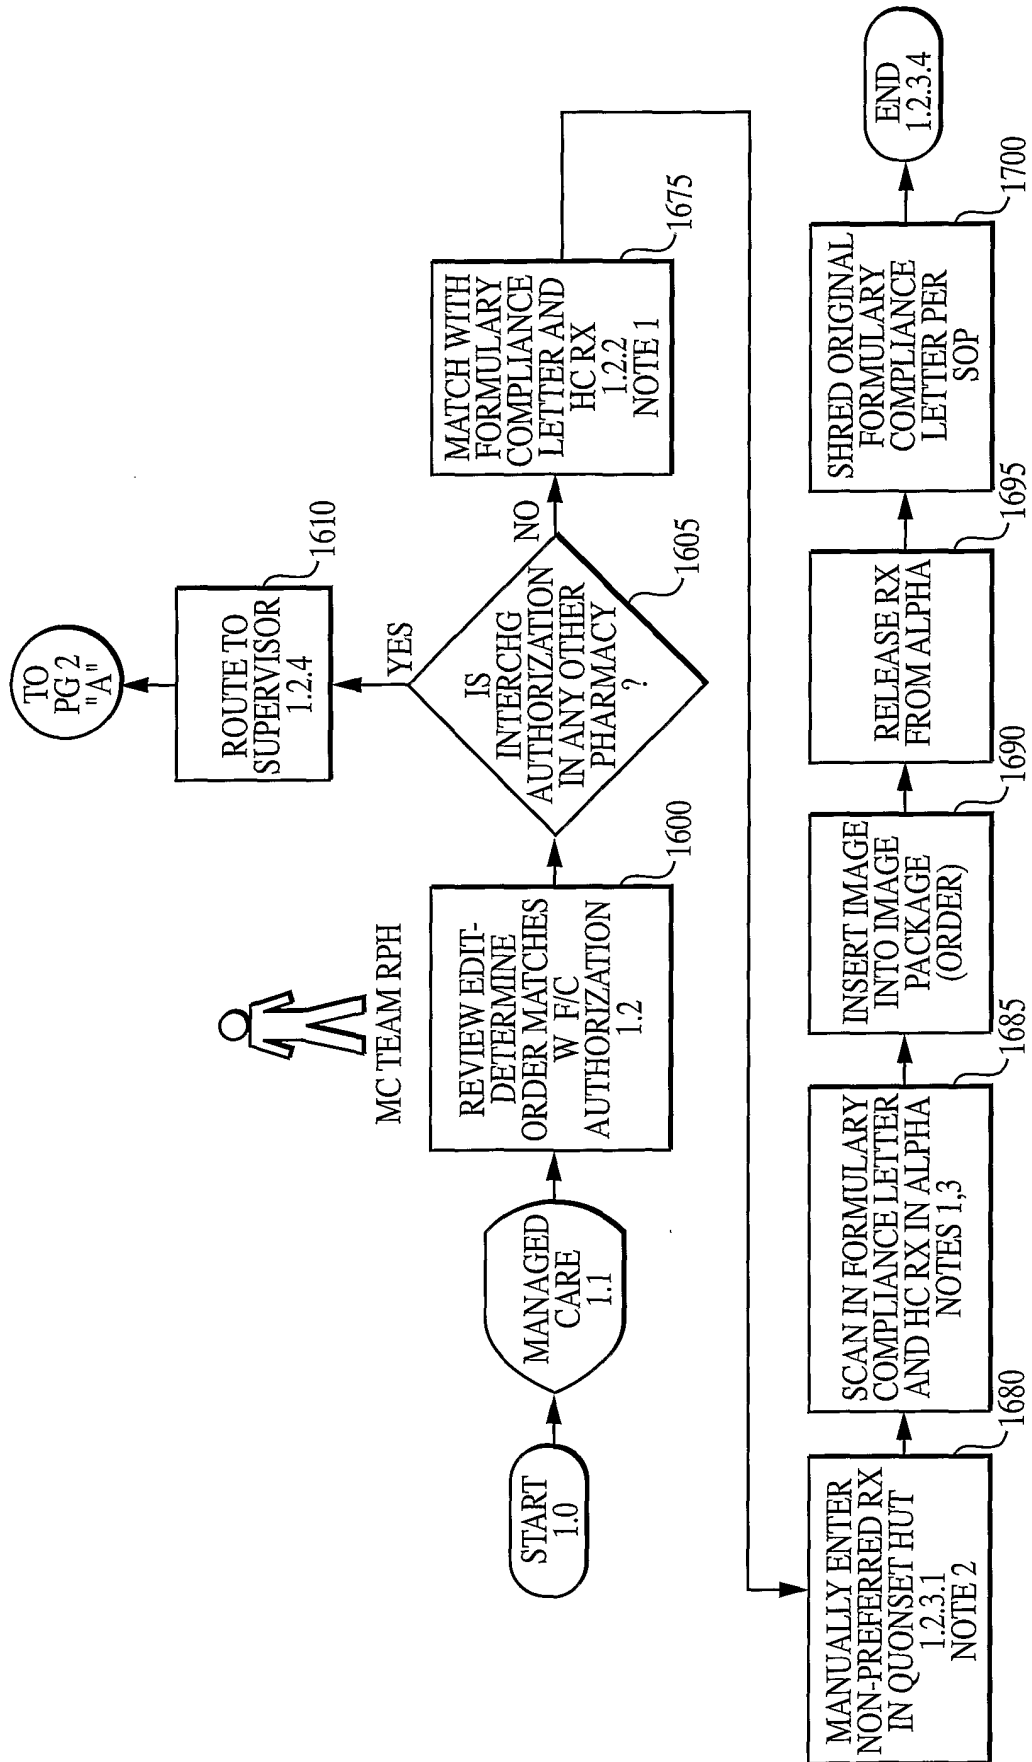 START
1.0
MANAGED
CARE
1.1
MC TEAM RPH
REVIEW EDIT-
DETERMINE
ORDER MATCHES
W F/C
AUTHORIZATION
1.2
1600
IS
INTERCHG
AUTHORIZATION
IN ANY OTHER
PHARMACY
?
1605
YES
NO
ROUTE TO
SUPERVISOR
1.2.4
1610
TO
PG 2
"A"
MATCH WITH
FORMULARY
COMPLIANCE
LETTER AND
HC RX
1.2.2
NOTE 1
1675
MANUALLY ENTER
NON-PREFERRED RX
IN QUONSET HUT
1.2.3.1
NOTE 2
1680
SCAN IN FORMULARY
COMPLIANCE LETTER
AND HC RX IN ALPHA
NOTES 1,3
1685
INSERT IMAGE
INTO IMAGE
PACKAGE
(ORDER)
1690
RELEASE RX
FROM ALPHA
1695
SHRED ORIGINAL
FORMULARY
COMPLIANCE
LETTER PER
SOP
1700
END
1.2.3.4